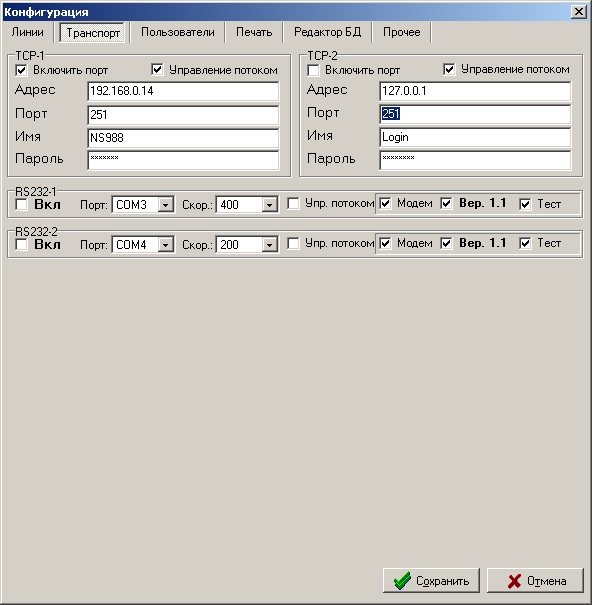 Конфигурация
Линии Транспорт Пользователи Печать Редактор БД Прочее
TCP-1
Включить порт Управление потоком
Адрес 192.168.0.14
Порт 251
Имя NS988
Пароль *******
TCP-2
Включить порт Управление потоком
Адрес 127.0.0.1
Порт 251
Имя Login
Пароль ********
RS232-1
Вкл Порт: COM3 Скор.: 400 Упр. потоком Модем Вер. 1.1 Тест
RS232-2
Вкл Порт: COM4 Скор.: 200 Упр. потоком Модем Вер. 1.1 Тест
Сохранить Отмена